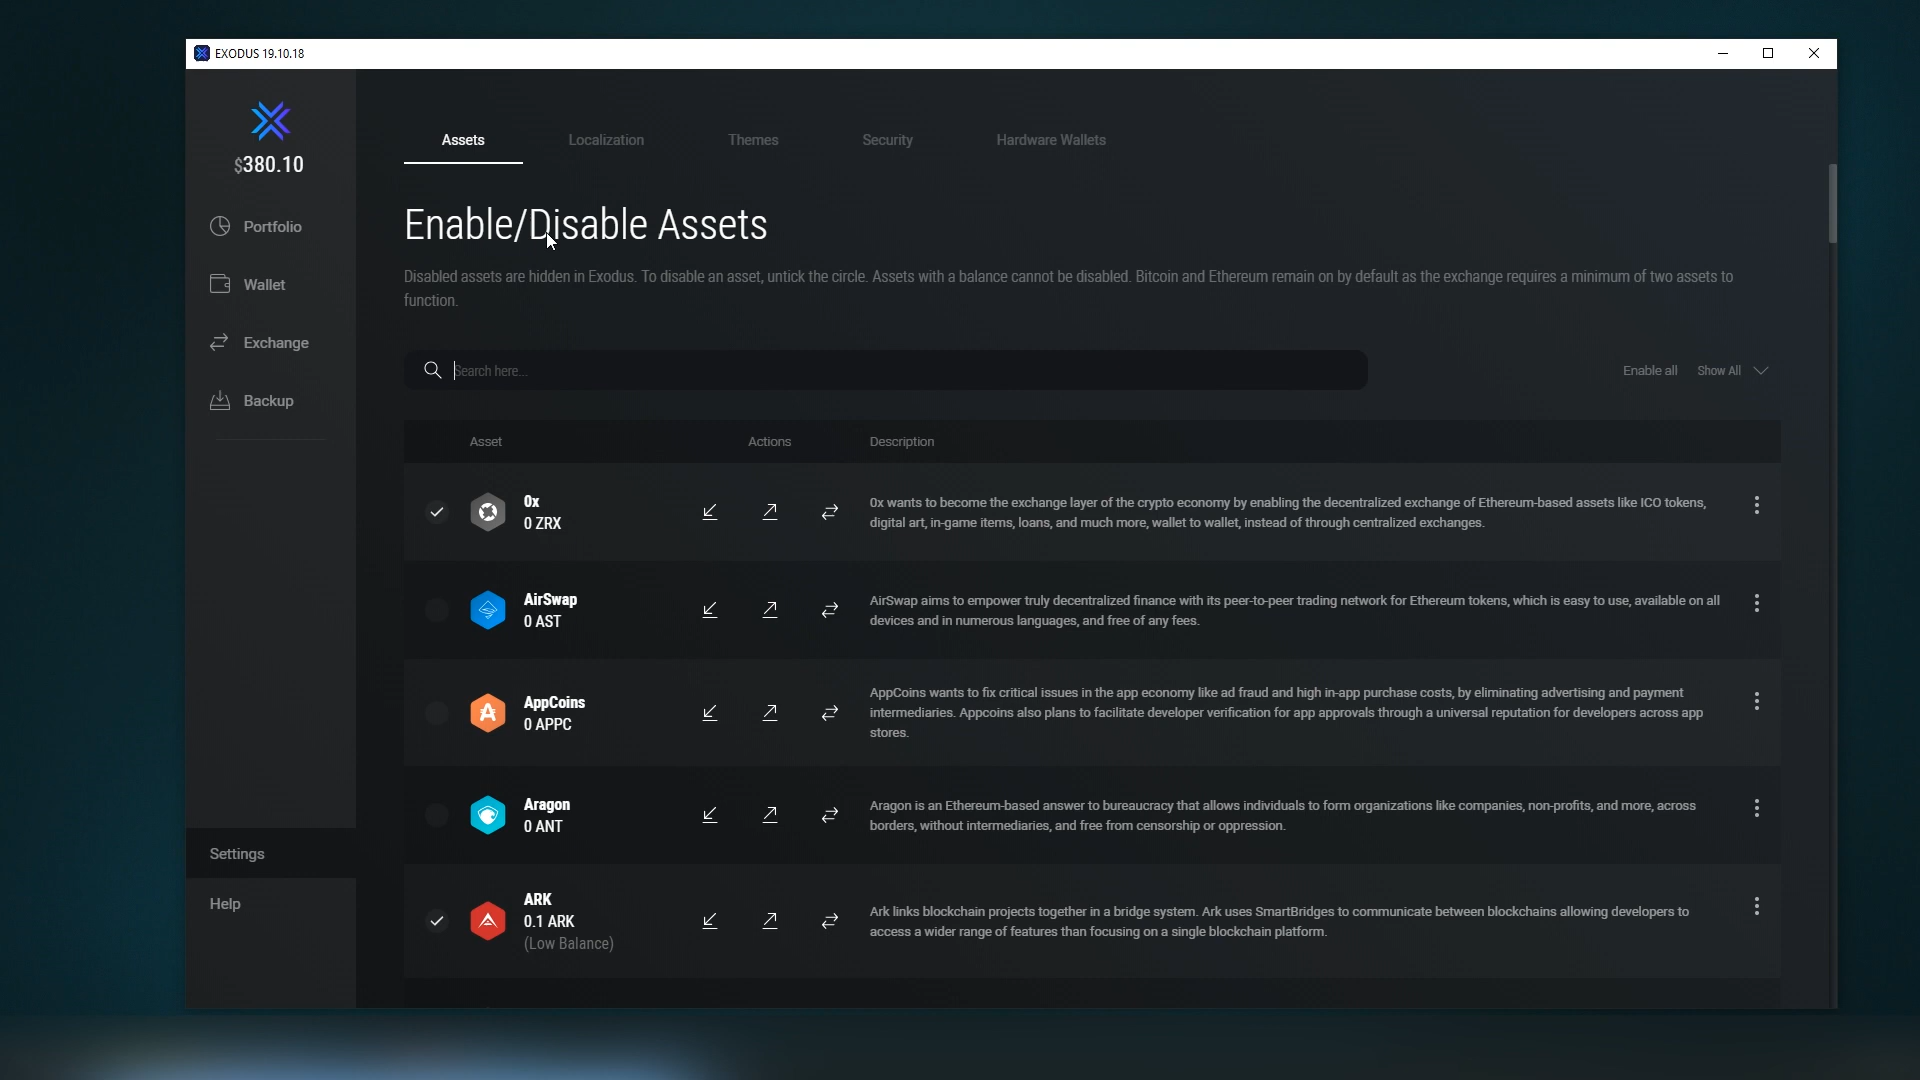 EXODUS 19.10.18
$380.10
Portfolio
Wallet
Exchange
Backup
Settings
Help
Assets
Localization
Themes
Security
Hardware Wallets
Enable/Disable Assets
Disabled assets are hidden in Exodus. To disable an asset, untick the circle. Assets with a balance cannot be disabled. Bitcoin and Ethereum remain on by default as the exchange requires a minimum of two assets to
function.
Search here...
Enable all
Show All
Asset
Actions
Description
0x
0 ZRX
0x wants to become the exchange layer of the crypto economy by enabling the decentralized exchange of Ethereum-based assets like ICO tokens,
digital art, in-game items, loans, and much more, wallet to wallet, instead of through centralized exchanges.
AirSwap
0 AST
AirSwap aims to empower truly decentralized finance with its peer-to-peer trading network for Ethereum tokens, which is easy to use, available on all
devices and in numerous languages, and free of any fees.
AppCoins
0 APPC
AppCoins wants to fix critical issues in the app economy like ad fraud and high in-app purchase costs, by eliminating advertising and payment
intermediaries. Appcoins also plans to facilitate developer verification for app approvals through a universal reputation for developers across app
stores.
Aragon
0 ANT
Aragon is an Ethereum-based answer to bureaucracy that allows individuals to form organizations like companies, non-profits, and more, across
borders, without intermediaries, and free from censorship or oppression.
ARK
0.1 ARK
(Low Balance)
Ark links blockchain projects together in a bridge system. Ark uses SmartBridges to communicate between blockchains allowing developers to
access a wider range of features than focusing on a single blockchain platform.